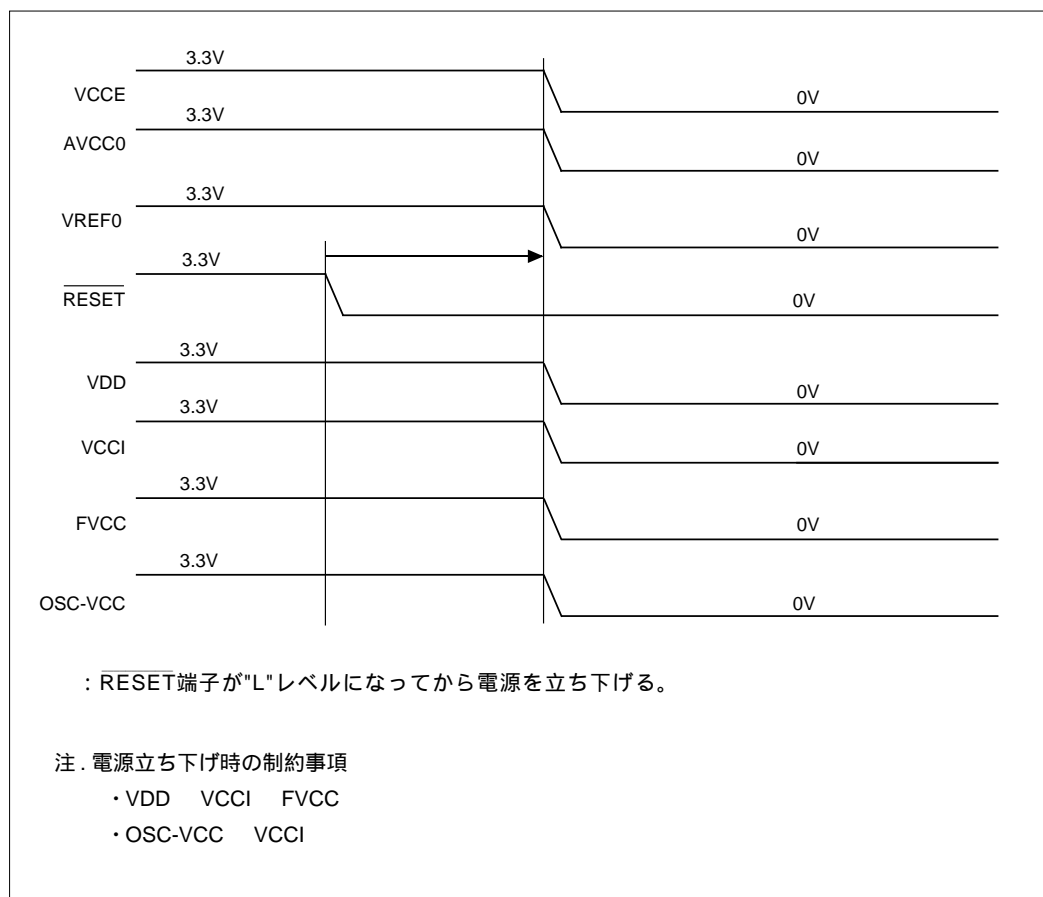 3.3V
VCCE
0V
3.3V
AVCC0
0V
3.3V
VREF0
0V
3.3V
RESET
0V
3.3V
VDD
0V
3.3V
VCCI
0V
3.3V
FVCC
0V
3.3V
OSC-VCC
0V
：RESET端子が"L"レベルになってから電源を立ち下げる。
注．電源立ち下げ時の制約事項
・VDD　VCCI　FVCC
・OSC-VCC　VCCI